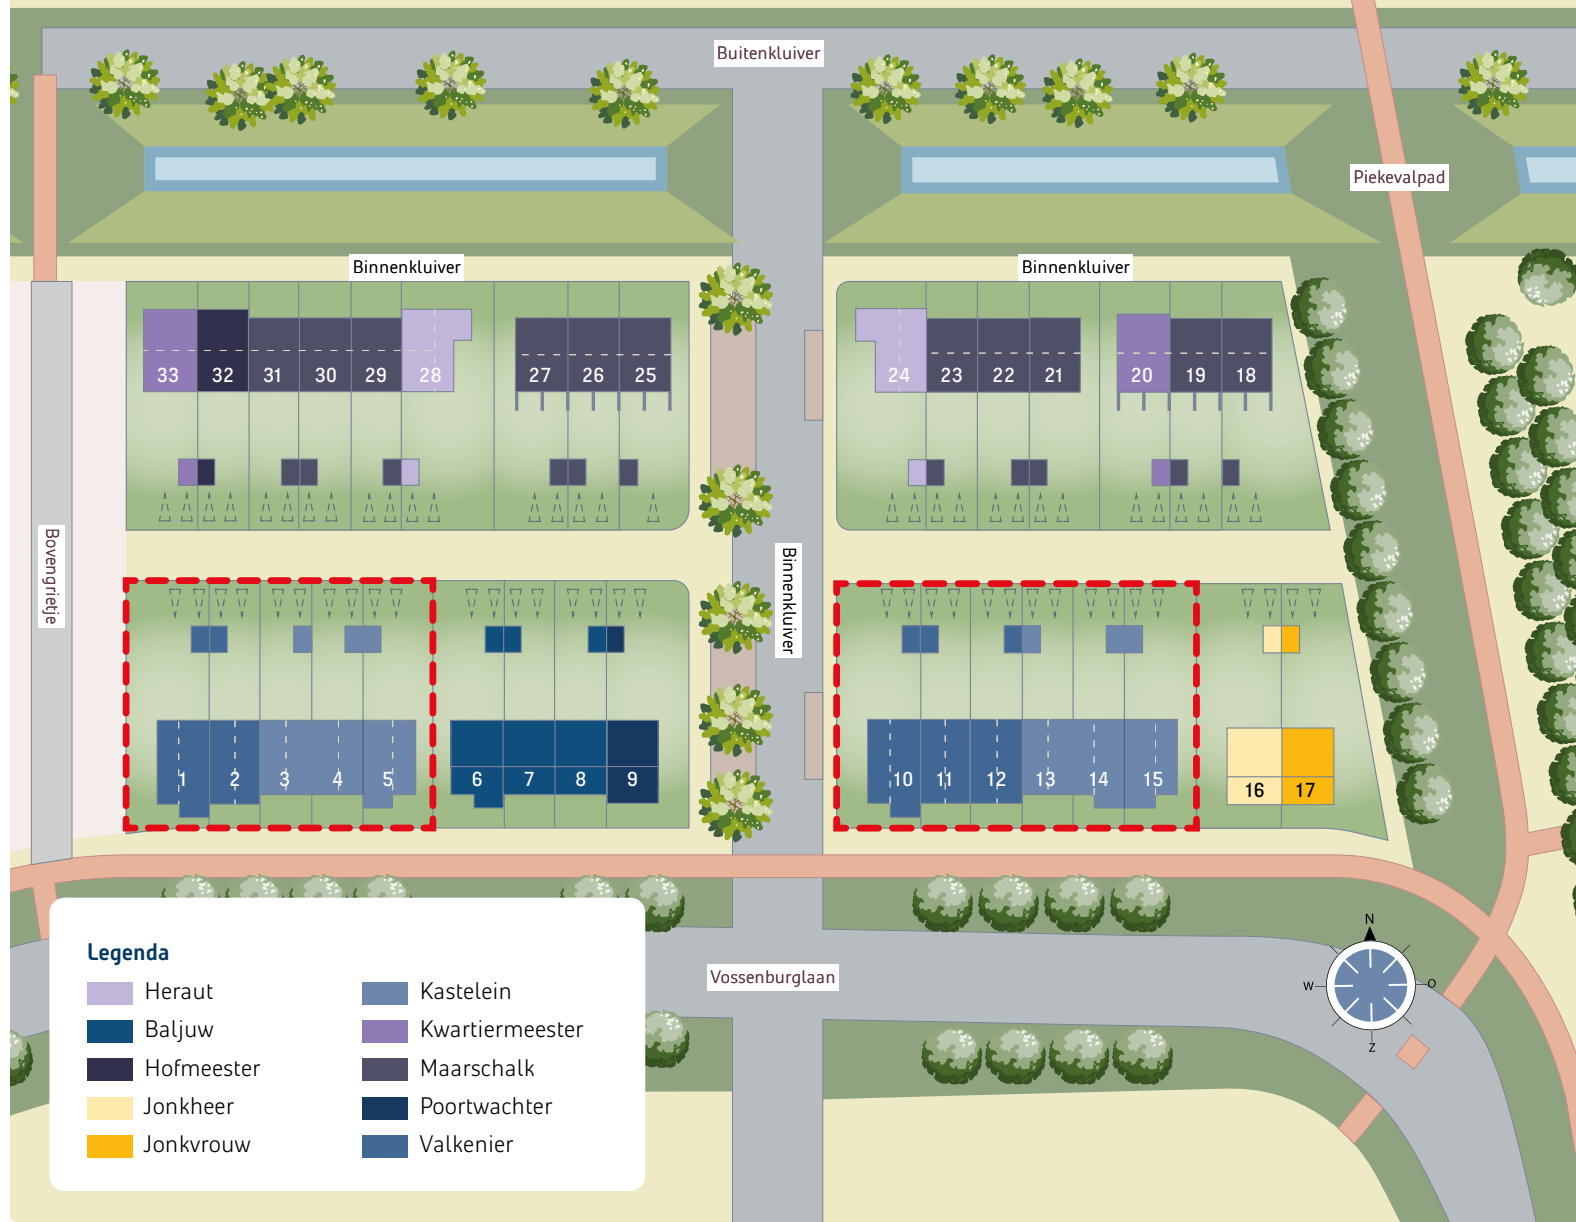 Buitenkluiver
Piekevalpad
Binnenkluiver
Binnenkluiver
33 32 31 30 29 28 27 26 25
24 23 22 21 20 19 18
Bovengrietje
Binnenkluiver
1 2 3 4 5 6 7 8 9
10 11 12 13 14 15 16 17
Vossenburglaan
N
W
O
Z
Legenda
Heraut
Baljuw
Hofmeester
Jonkheer
Jonkvrouw
Kastelein
Kwartiermeester
Maarschalk
Poortwachter
Valkenier